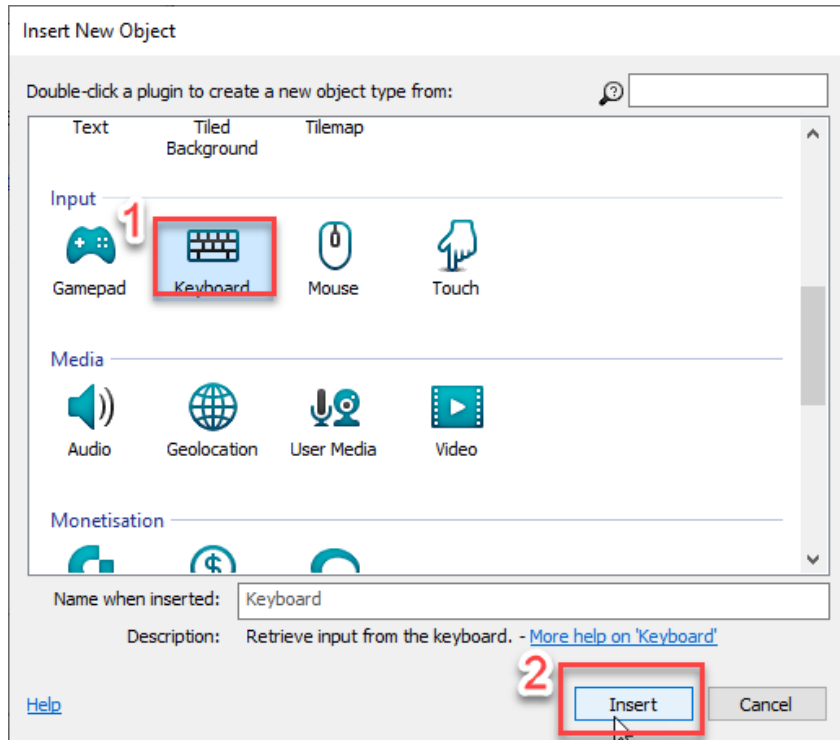 Insert New Object
Double-click a plugin to create a new object type from:
Text Tiled Background Tilemap
Input
1
Gamepad Keyboard Mouse Touch
Media
Audio Geolocation User Media Video
Monetisation
Name when inserted: Keyboard
Description: Retrieve input from the keyboard. - More help on 'Keyboard'
2
Help Insert Cancel